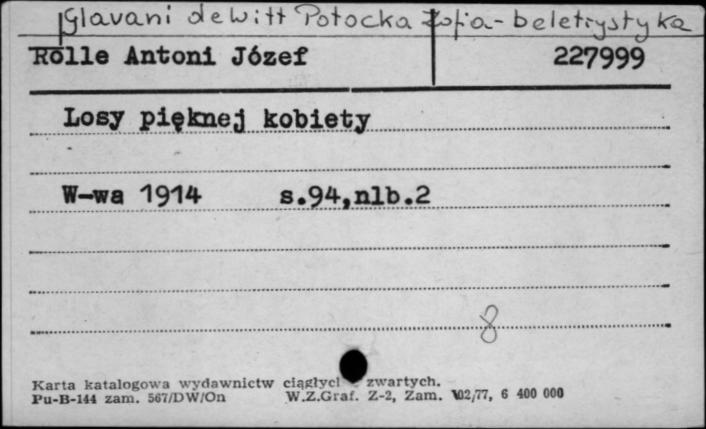 Glavani de Witt Potocka Zofia - beletrystyka
Rolle Antoni Józef 227999
Losy pięknej kobiety
W-wa 1914 s.94,nlb.2
8
Karta katalogowa wydawnictw ciągłych zwartych.
Pu-B-144 zam. 567/DW/On W.Z.Graf. Z-2, Zam. 102/77, 6 400 000